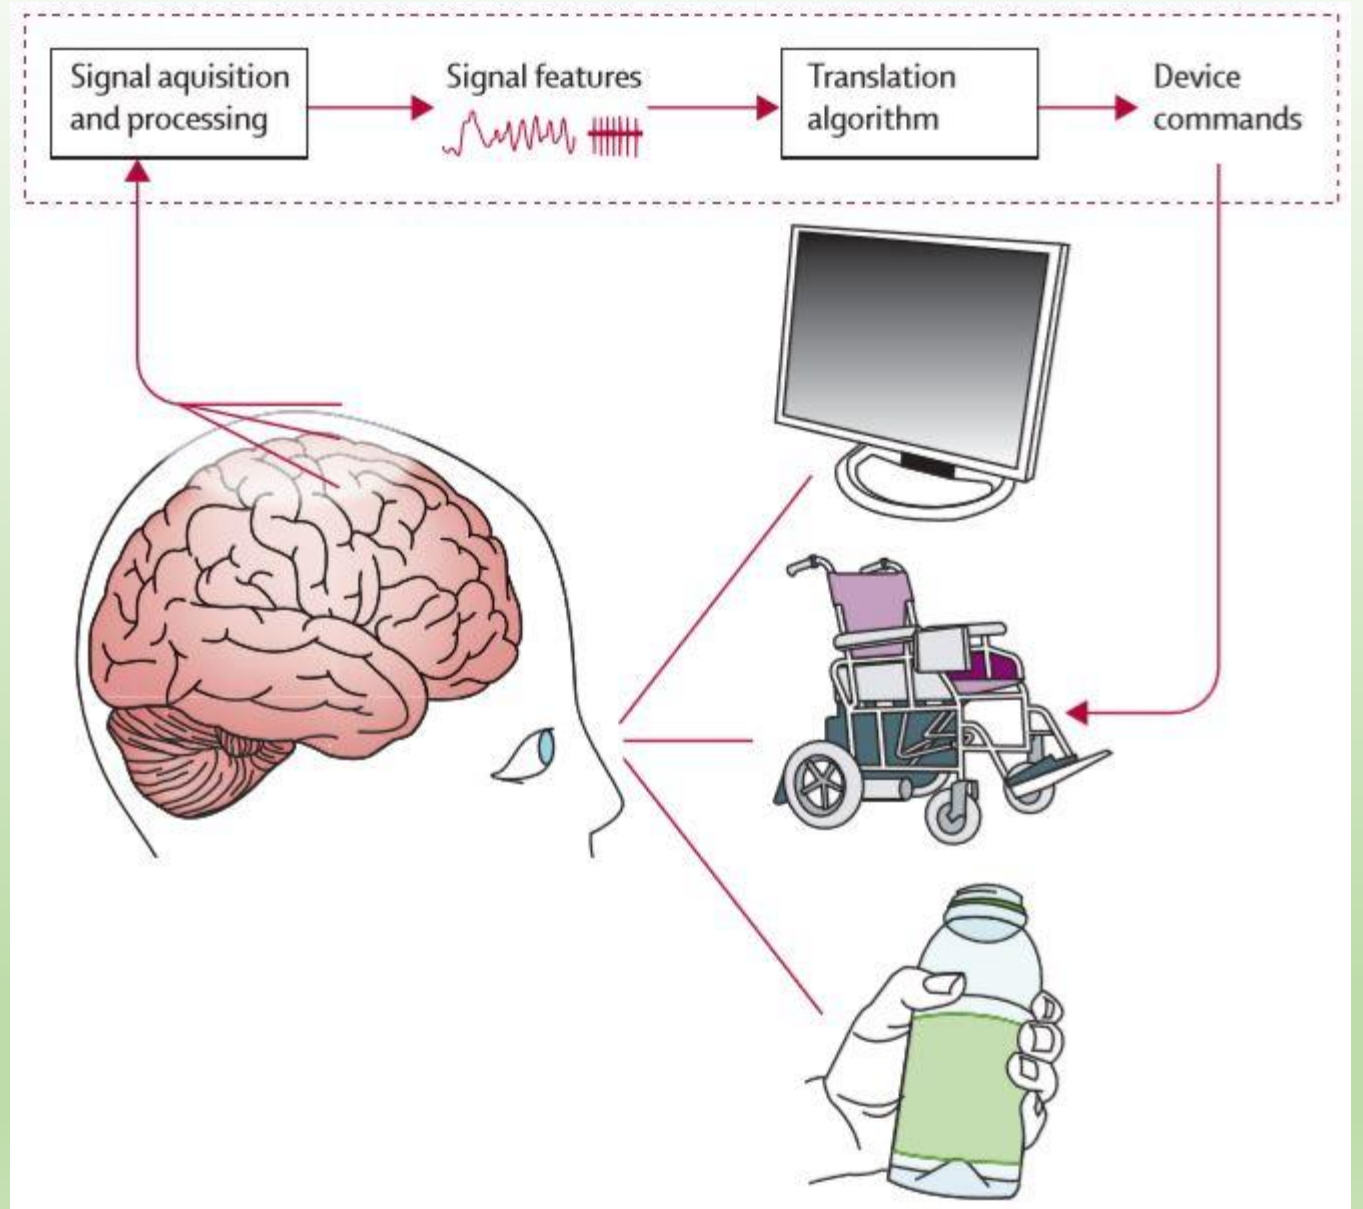 Signal aquisition
and processing
Signal features
Translation
algorithm
Device
commands